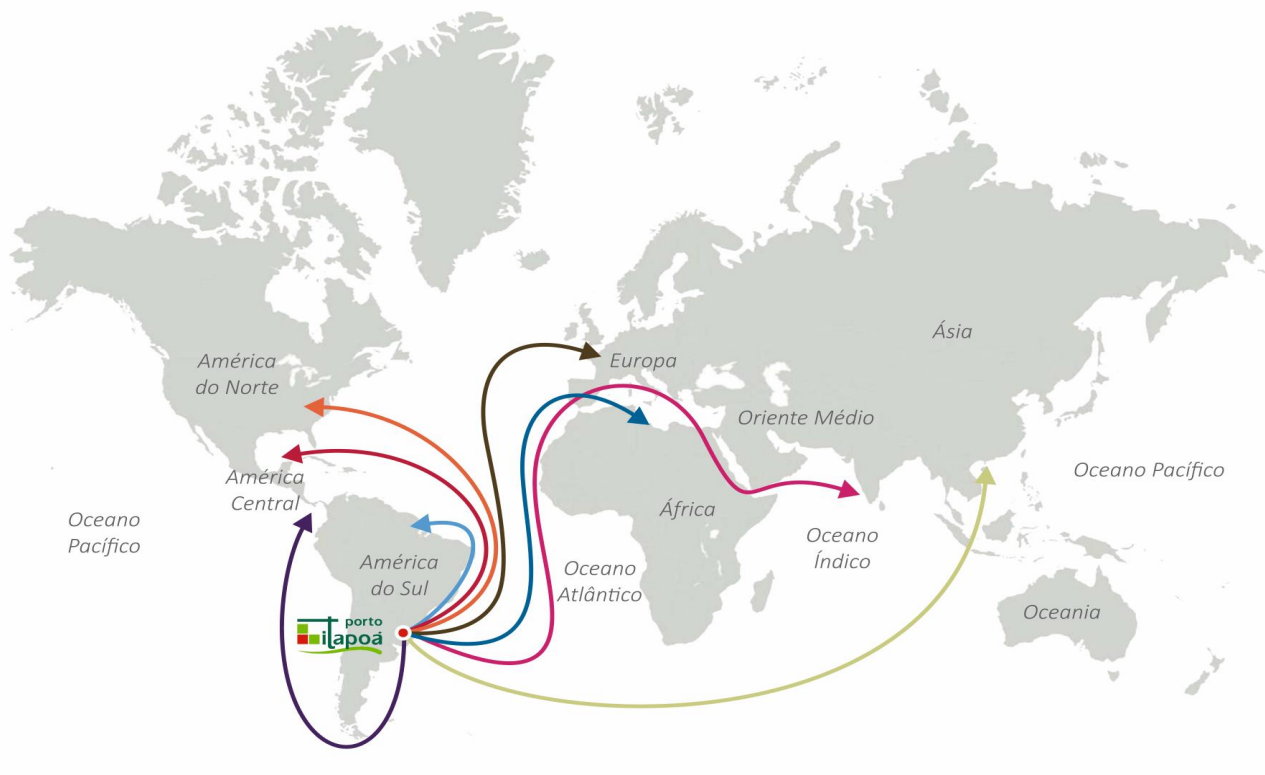 América
do Norte
Europa
Ásia
Oriente Médio
América
Central
Oceano Pacífico
Oceano
Pacífico
África
Oceano
Índico
América
do Sul
Oceano
Atlântico
Oceania
porto
itapoá